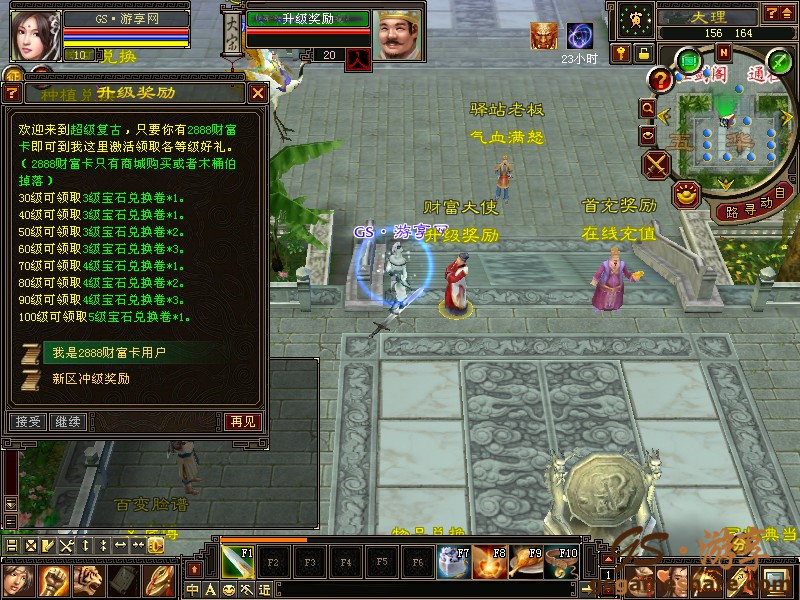 GS·游享网
10
兑换
升级奖励
20
23小时
大理
156 164
N
升级奖励
欢迎来到超级复古，只要你有2888财富
卡即可到我这里激活领取各等级好礼。
（2888财富卡只有商城购买或者木桶伯
掉落）
30级可领取3级宝石兑换卷*1。
40级可领取3级宝石兑换卷*1。
50级可领取3级宝石兑换卷*2。
60级可领取3级宝石兑换卷*3。
70级可领取4级宝石兑换卷*1。
80级可领取4级宝石兑换卷*2。
90级可领取4级宝石兑换卷*3。
100级可领取5级宝石兑换卷*1。
我是2888财富卡用户
新区冲级奖励
接受 继续 再见
驿站老板
气血满怒
财富大使
升级奖励
GS·游享网
首充奖励
在线充值
自动寻路
五华
百变脸谱
物品兑换
F1 F2 F3 F4 F5 F6 F7 F8 F9 F10
中 A 近
1
GS·游享